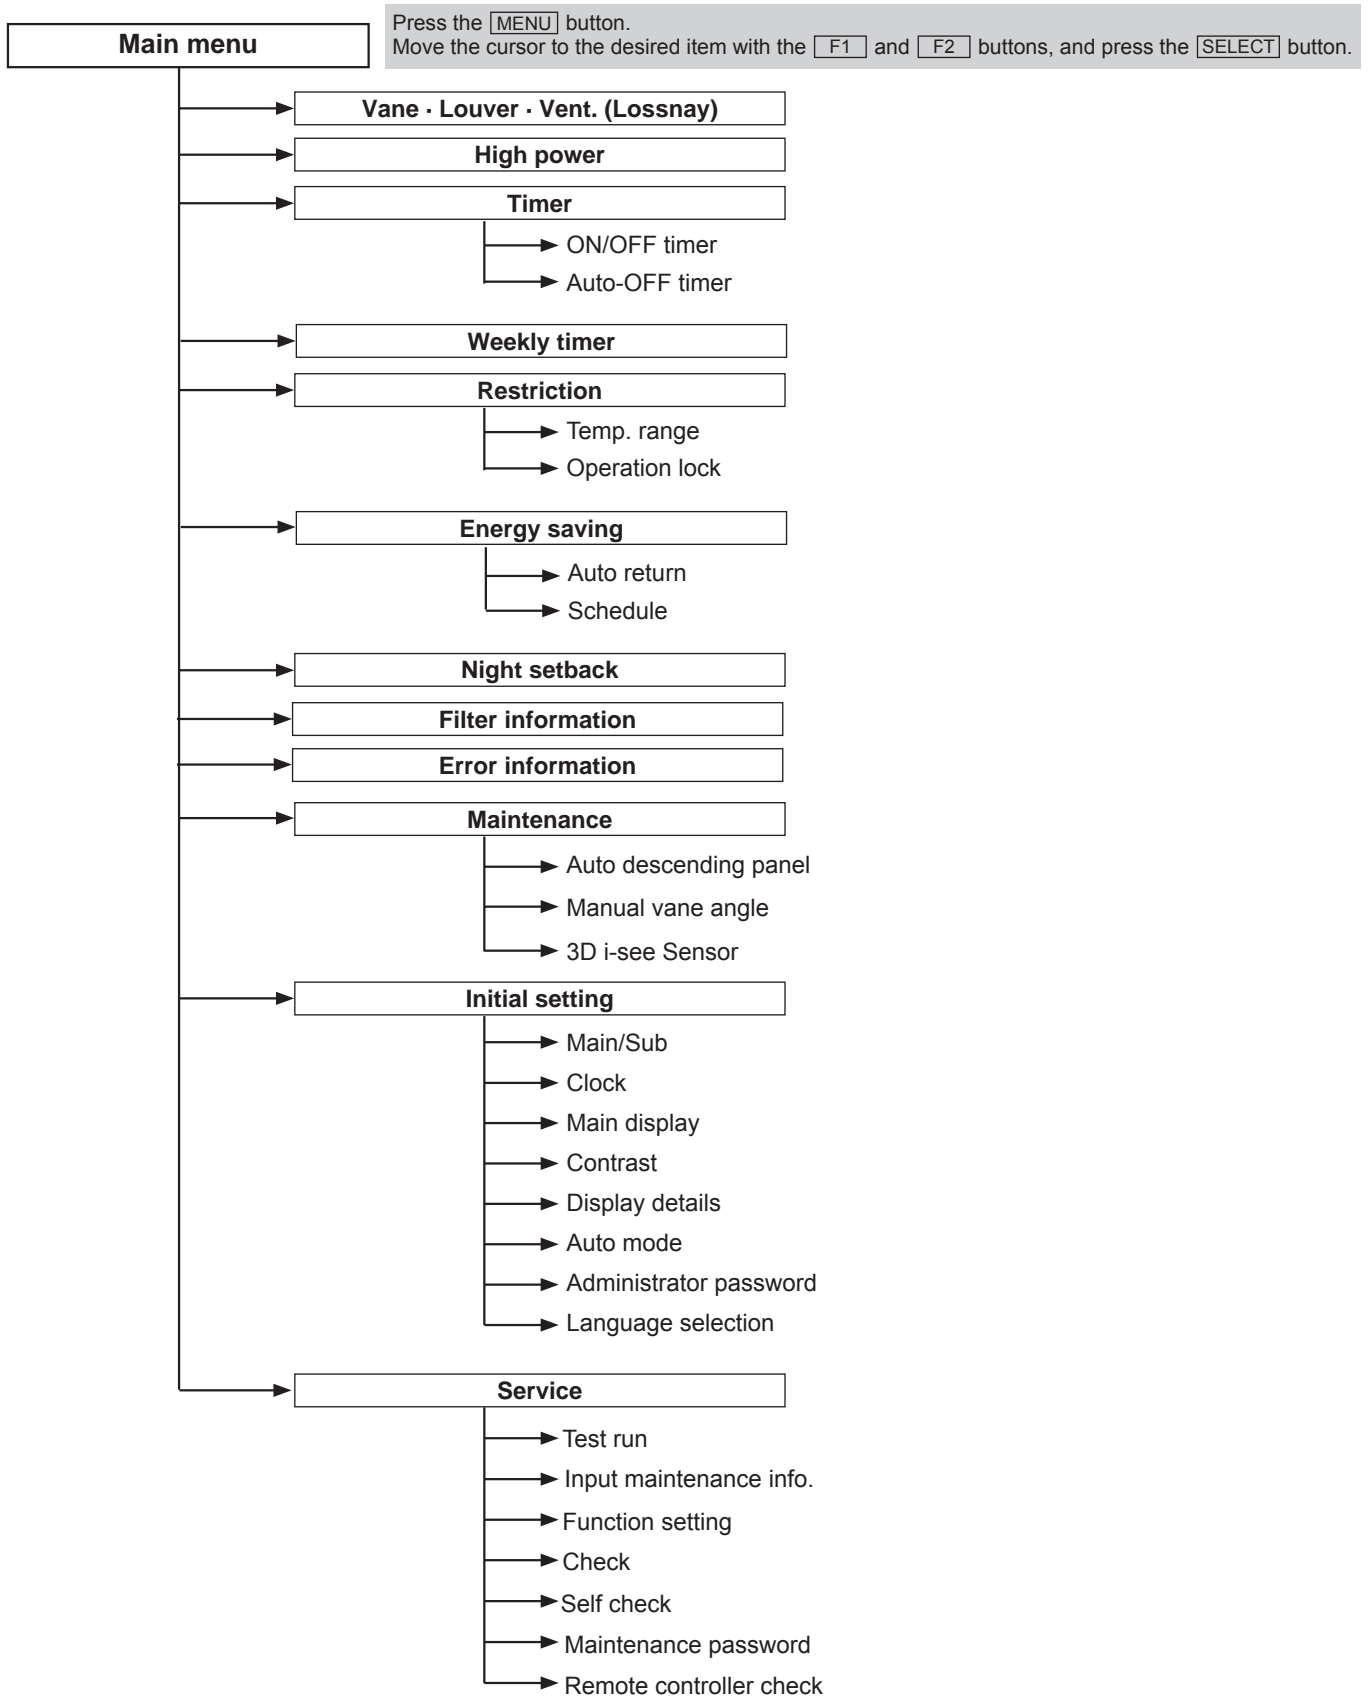 Main menu
Press the MENU button.
Move the cursor to the desired item with the F1 and F2 buttons, and press the SELECT button.
Vane · Louver · Vent. (Lossnay)
High power
Timer
ON/OFF timer
Auto-OFF timer
Weekly timer
Restriction
Temp. range
Operation lock
Energy saving
Auto return
Schedule
Night setback
Filter information
Error information
Maintenance
Auto descending panel
Manual vane angle
3D i-see Sensor
Initial setting
Main/Sub
Clock
Main display
Contrast
Display details
Auto mode
Administrator password
Language selection
Service
Test run
Input maintenance info.
Function setting
Check
Self check
Maintenance password
Remote controller check